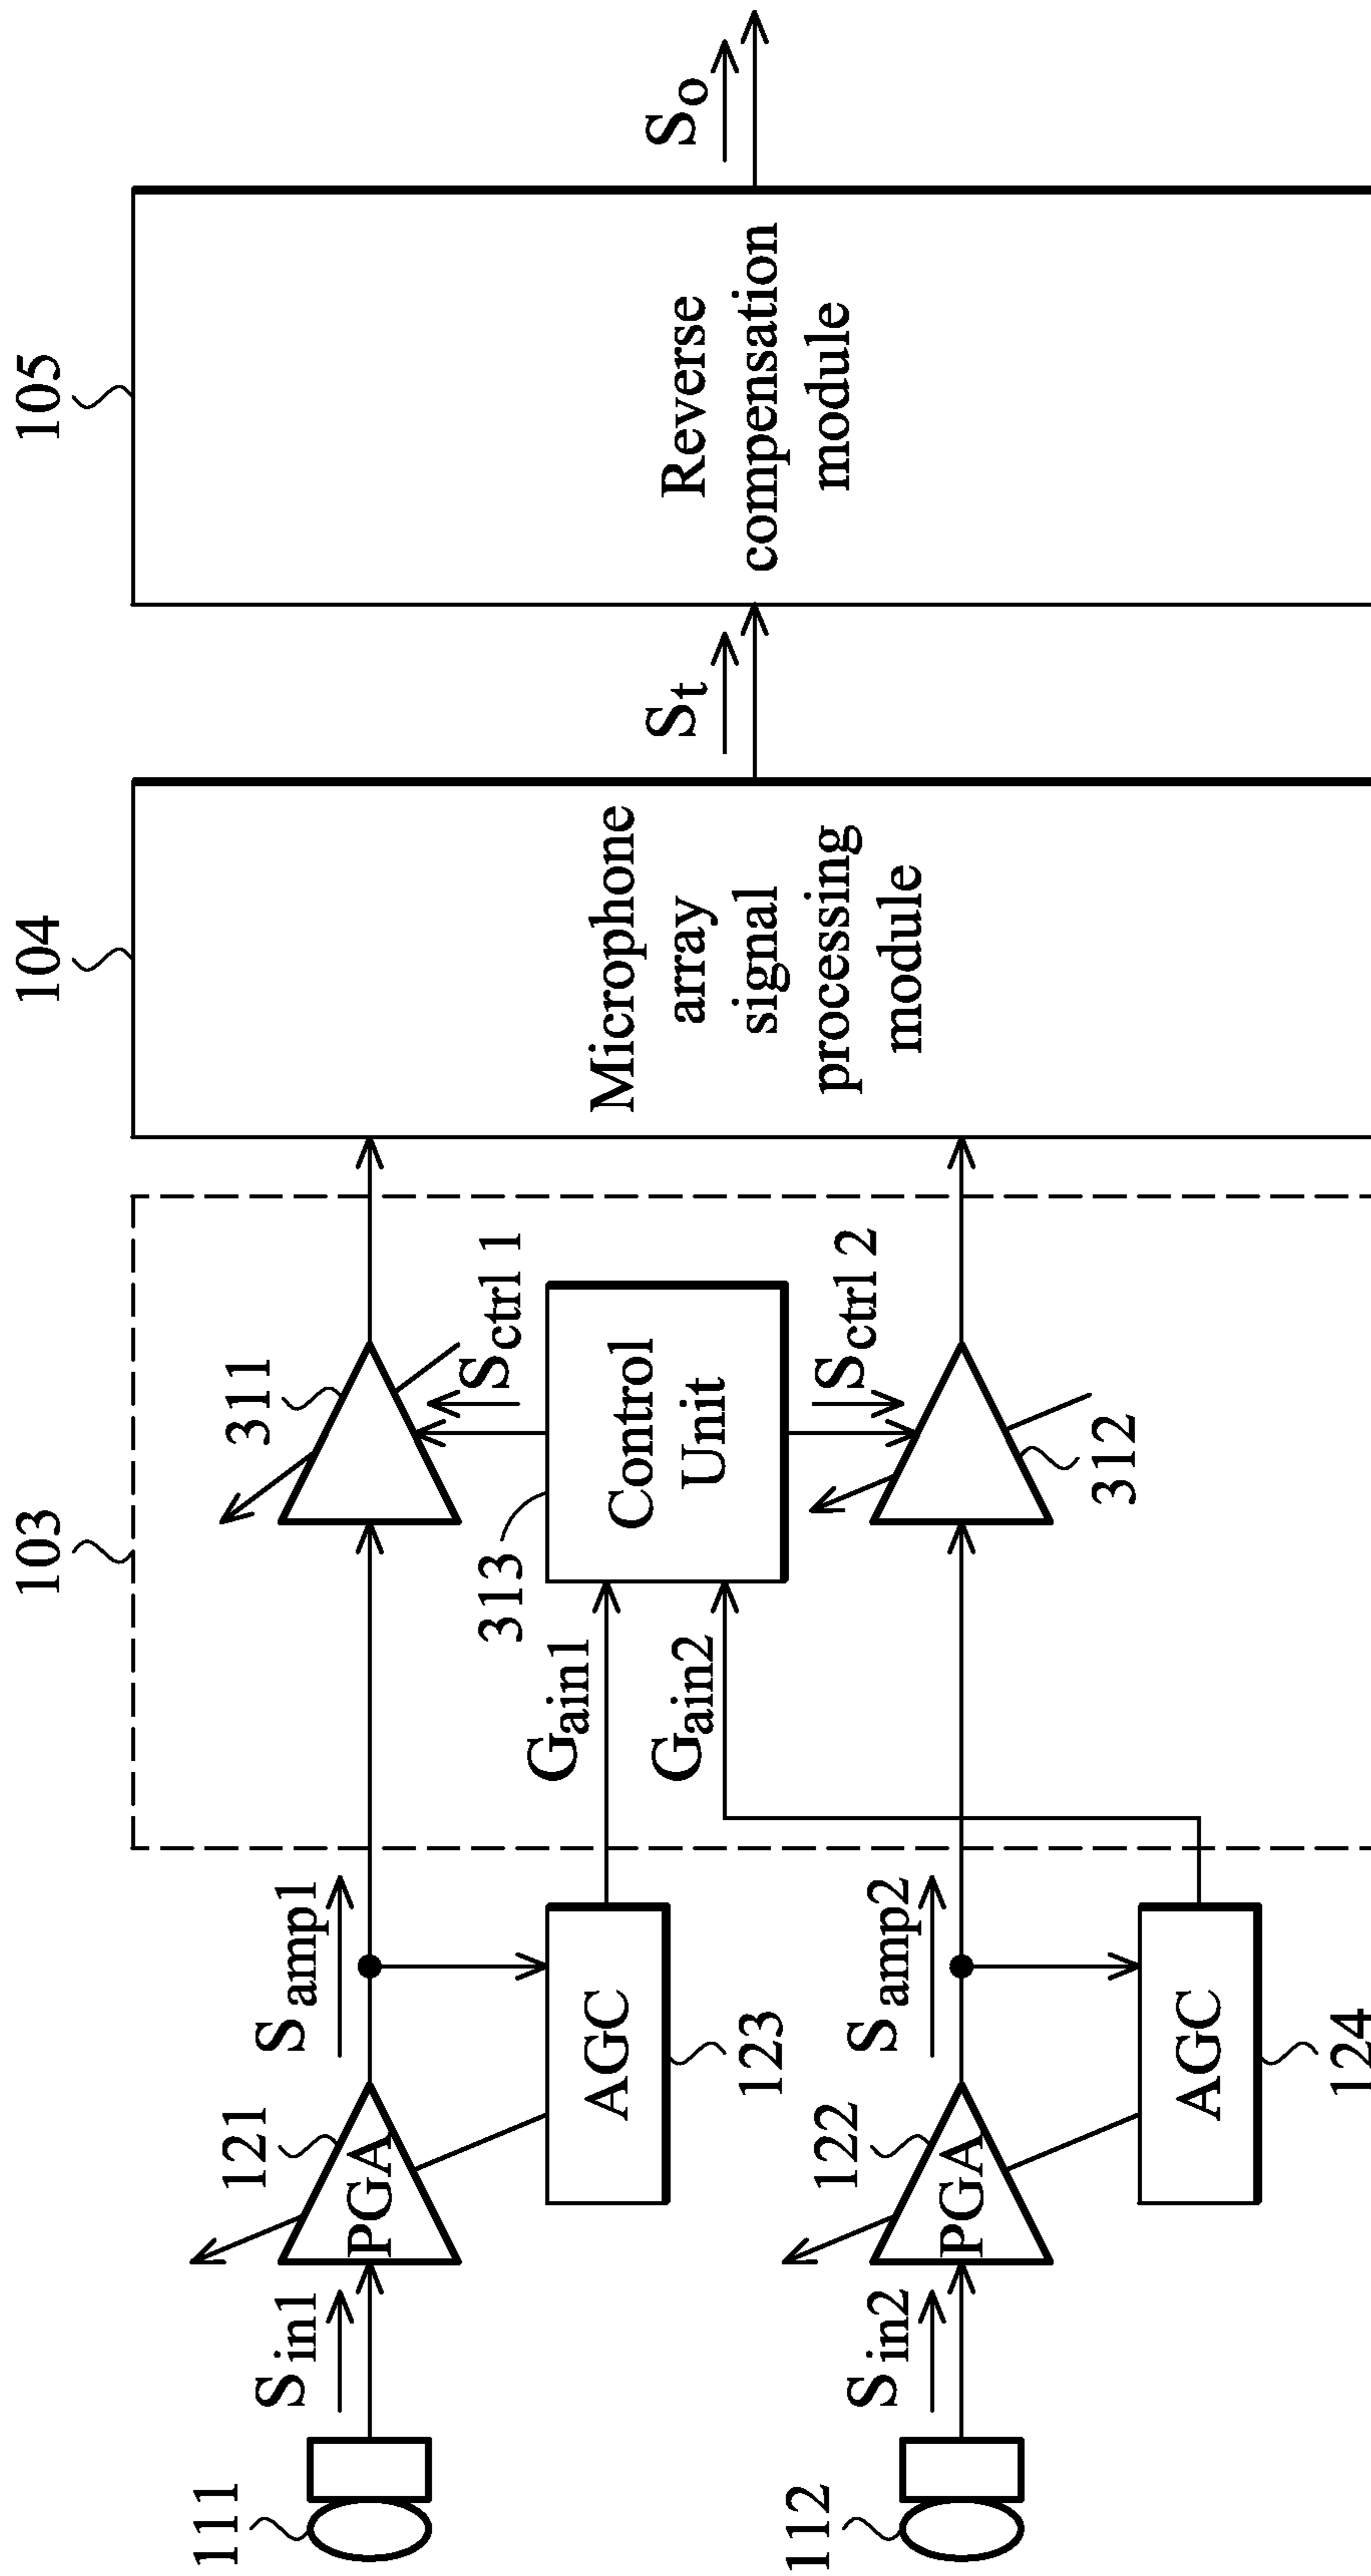 111
Sin1
121
PGA
Samp1
AGC
123
112
Sin2
122
PGA
Samp2
AGC
124
103
Gain1
Gain2
313
Control
Unit
311
Sctrl 1
Sctrl 2
312
104
Microphone
array
signal
processing
module
St
105
Reverse
compensation
module
So